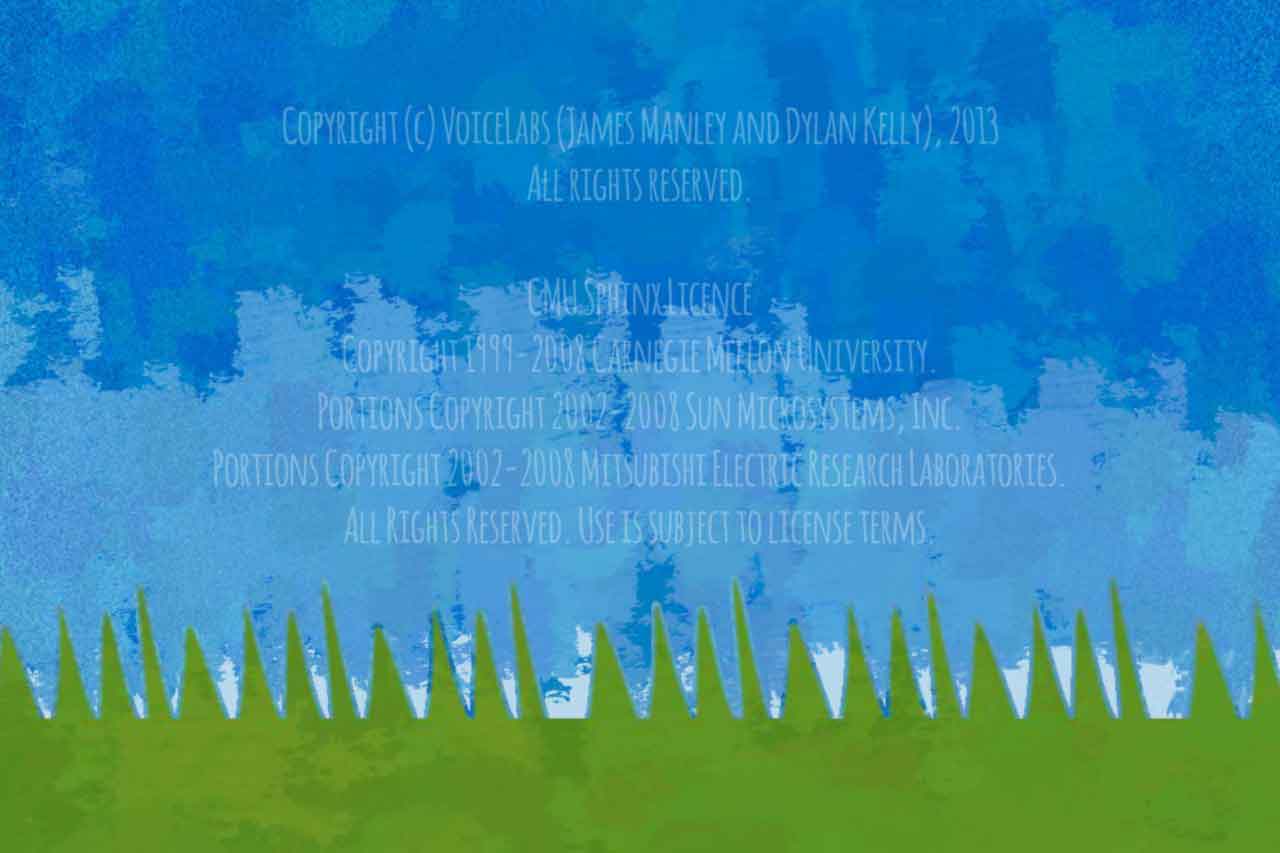 Copyright (c) VoiceLabs (James Manley and Dylan Kelly), 2013
All rights reserved.
CMU Sphinx Licence
Copyright 1999-2008 Carnegie Mellon University.
Portions Copyright 2002-2008 Sun Microsystems, Inc.
Portions Copyright 2002-2008 Mitsubishi Electric Research Laboratories.
All Rights Reserved. Use is subject to license terms.